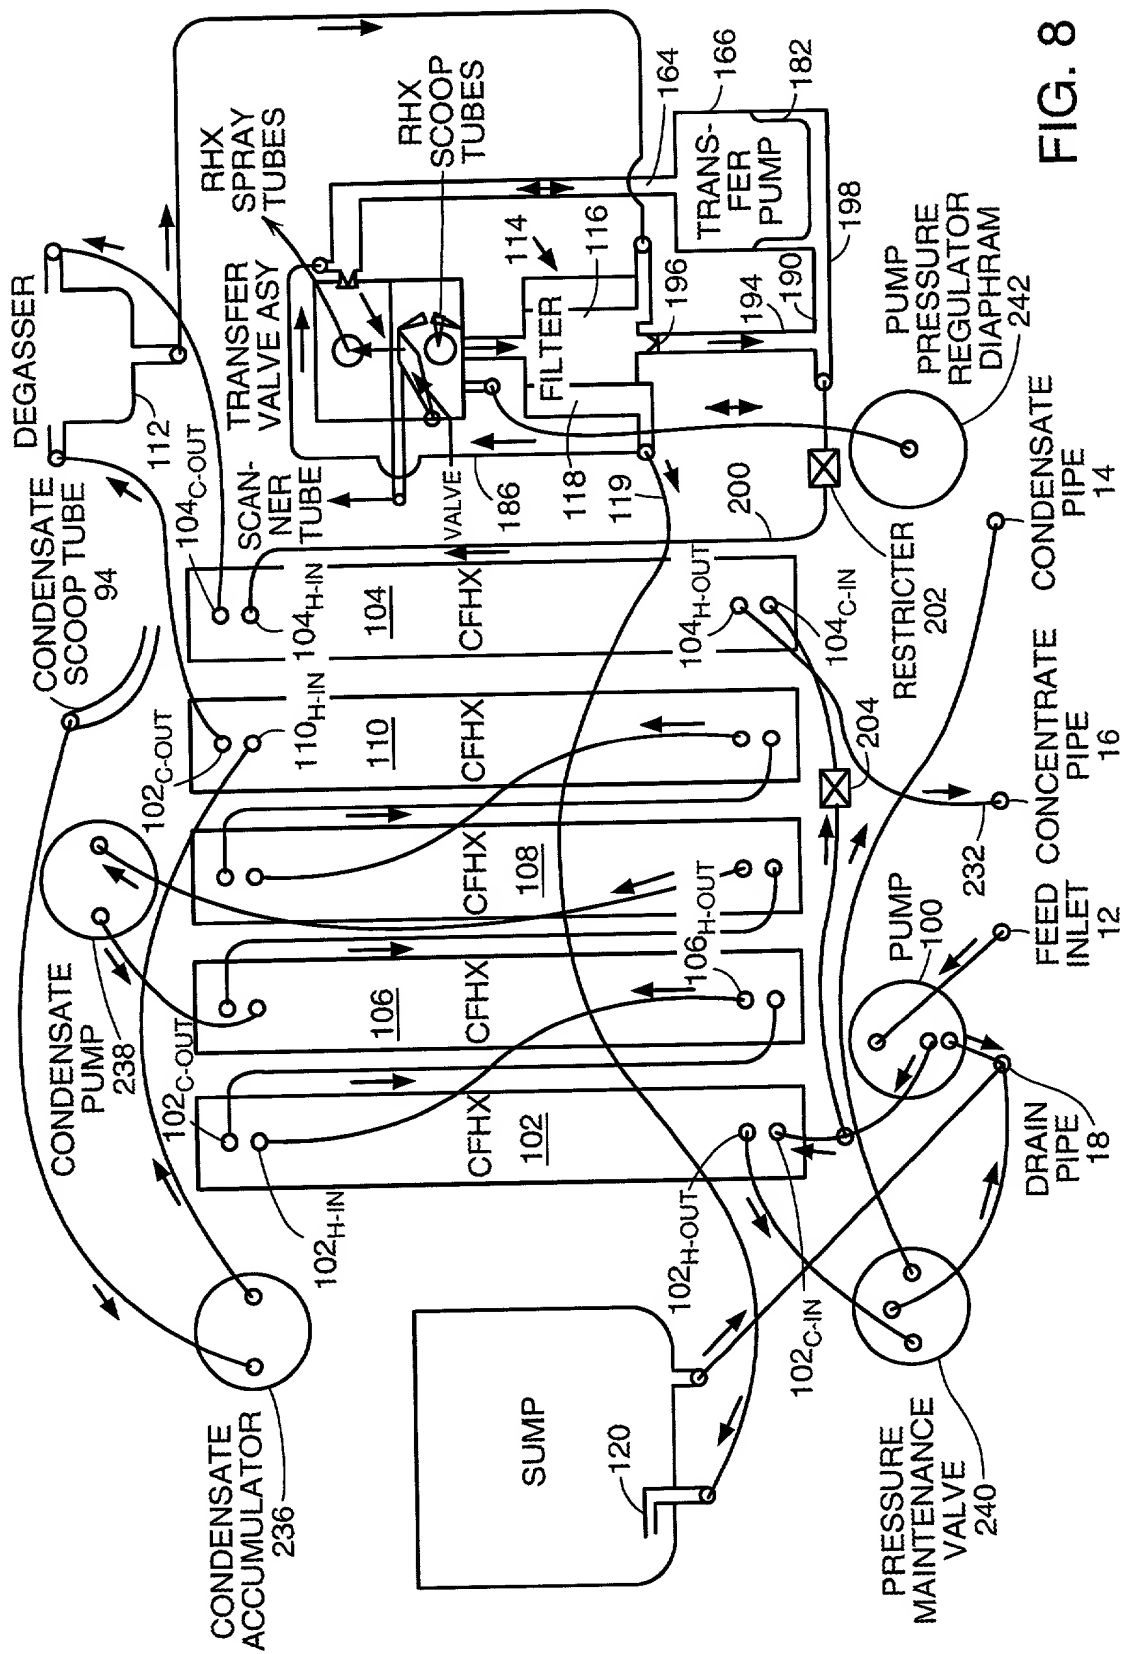 DEGASSER
112
CONDENSATE
SCOOP TUBE
94
104C-OUT
TRANSFER
VALVE ASY
RHX
SPRAY
TUBES
RHX
SCOOP
TUBES
SCAN-
NER
TUBE
VALVE
186
114
FILTER
116
118
119
164
166
182
TRANS-
FER
PUMP
196
194
190
198
200
RESTRICTER
202
PUMP
PRESSURE
REGULATOR
DIAPHRAM
242
CONDENSATE
PIPE
14
104H-IN
104
CFHX
104H-OUT
104C-IN
204
102C-OUT
110H-IN
110
CFHX
CONCENTRATE
PIPE
16
232
CFHX
108
106H-OUT
CONDENSATE
PUMP
238
106
CFHX
PUMP
100
FEED
INLET
12
102C-OUT
CFHX
102
102H-IN
102H-OUT
102C-IN
DRAIN
PIPE
18
CONDENSATE
ACCUMULATOR
236
SUMP
120
PRESSURE
MAINTENANCE
VALVE
240
FIG. 8